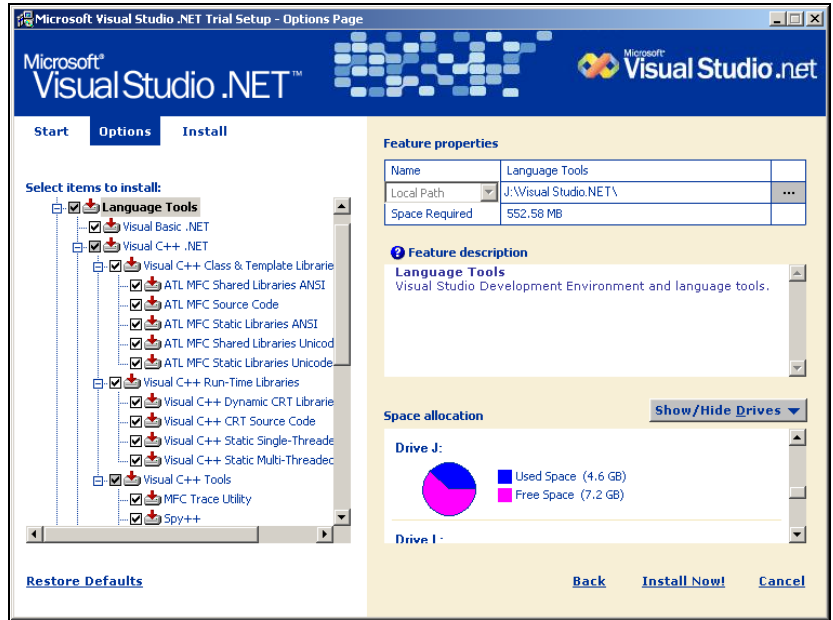 Microsoft Visual Studio .NET Trial Setup - Options Page
Microsoft®
Visual Studio .NET™
Microsoft
Visual Studio.net
Start
Options
Install
Select items to install:
Language Tools
Visual Basic .NET
Visual C++ .NET
Visual C++ Class & Template Librarie
ATL MFC Shared Libraries ANSI
ATL MFC Source Code
ATL MFC Static Libraries ANSI
ATL MFC Shared Libraries Unicod
ATL MFC Static Libraries Unicode
Visual C++ Run-Time Libraries
Visual C++ Dynamic CRT Librarie
Visual C++ CRT Source Code
Visual C++ Static Single-Threade
Visual C++ Static Multi-Threaded
Visual C++ Tools
MFC Trace Utility
Spy++
Restore Defaults
Feature properties
Name Language Tools
Local Path J:\Visual Studio.NET\ ...
Space Required 552.58 MB
? Feature description
Language Tools
Visual Studio Development Environment and language tools.
Space allocation
Show/Hide Drives
Drive J:
Used Space (4.6 GB)
Free Space (7.2 GB)
Back
Install Now!
Cancel